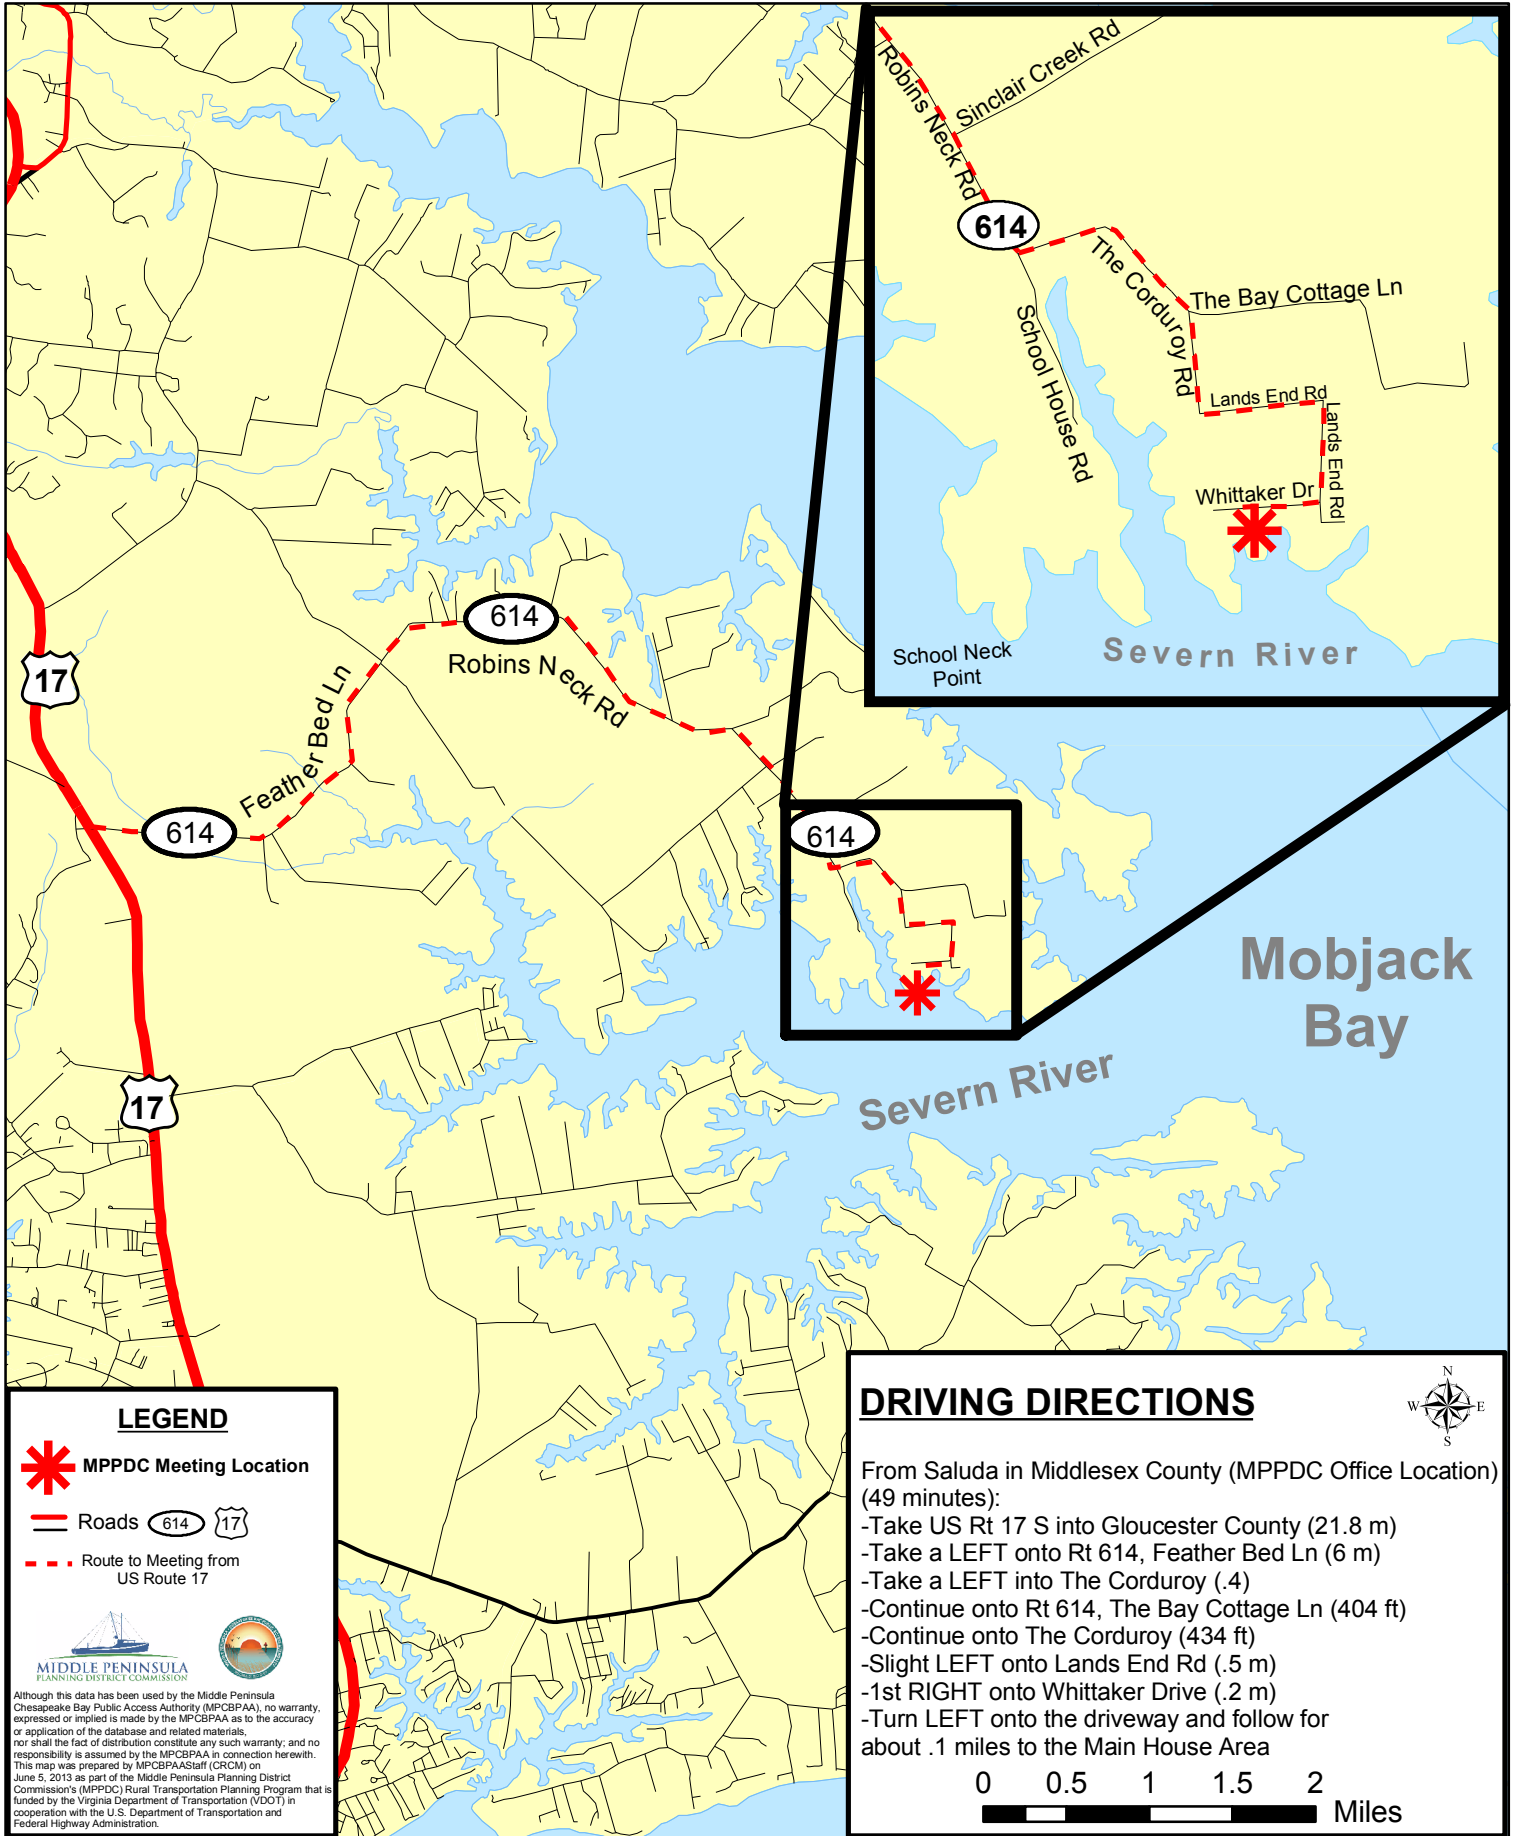 Robins Neck Rd
Sinclair Creek Rd
614
The Corduroy Rd
The Bay Cottage Ln
School House Rd
Lands End Rd
Lands End Rd
Whittaker Dr
School Neck
Point
Severn River
614
Robins Neck Rd
17
Feather Bed Ln
614
614
Mobjack
Bay
Severn River
17
LEGEND
MPPDC Meeting Location
Roads 614 17
Route to Meeting from
US Route 17
MIDDLE PENINSULA
PLANNING DISTRICT COMMISSION
Although this data has been used by the Middle Peninsula
Chesapeake Bay Public Access Authority (MPCBPAA), no warranty,
expressed or implied is made by the MPCBPAA as to the accuracy
or application of the database and related materials,
nor shall the fact of distribution constitute any such warranty; and no
responsibility is assumed by the MPCBPAA in connection herewith.
This map was prepared by MPCBPAAStaff (CRCM) on
June 5, 2013 as part of the Middle Peninsula Planning District
Commission's (MPPDC) Rural Transportation Planning Program that is
funded by the Virginia Department of Transportation (VDOT) in
cooperation with the U.S. Department of Transportation and
Federal Highway Administration.
DRIVING DIRECTIONS
N
W E
S
From Saluda in Middlesex County (MPPDC Office Location)
(49 minutes):
-Take US Rt 17 S into Gloucester County (21.8 m)
-Take a LEFT onto Rt 614, Feather Bed Ln (6 m)
-Take a LEFT into The Corduroy (.4)
-Continue onto Rt 614, The Bay Cottage Ln (404 ft)
-Continue onto The Corduroy (434 ft)
-Slight LEFT onto Lands End Rd (.5 m)
-1st RIGHT onto Whittaker Drive (.2 m)
-Turn LEFT onto the driveway and follow for
about .1 miles to the Main House Area
0 0.5 1 1.5 2
Miles